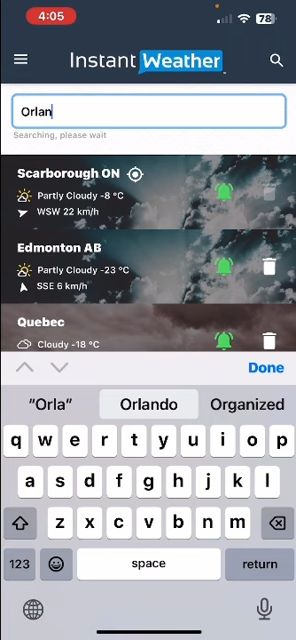 4:05
78
Instant Weather
Orlan
Searching, please wait
Scarborough ON
Partly Cloudy -8 °C
WSW 22 km/h
Edmonton AB
Partly Cloudy -23 °C
SSE 6 km/h
Quebec
Cloudy -18 °C
Done
"Orla" Orlando Organized
q w e r t y u i o p
a s d f g h j k l
z x c v b n m
123 space return